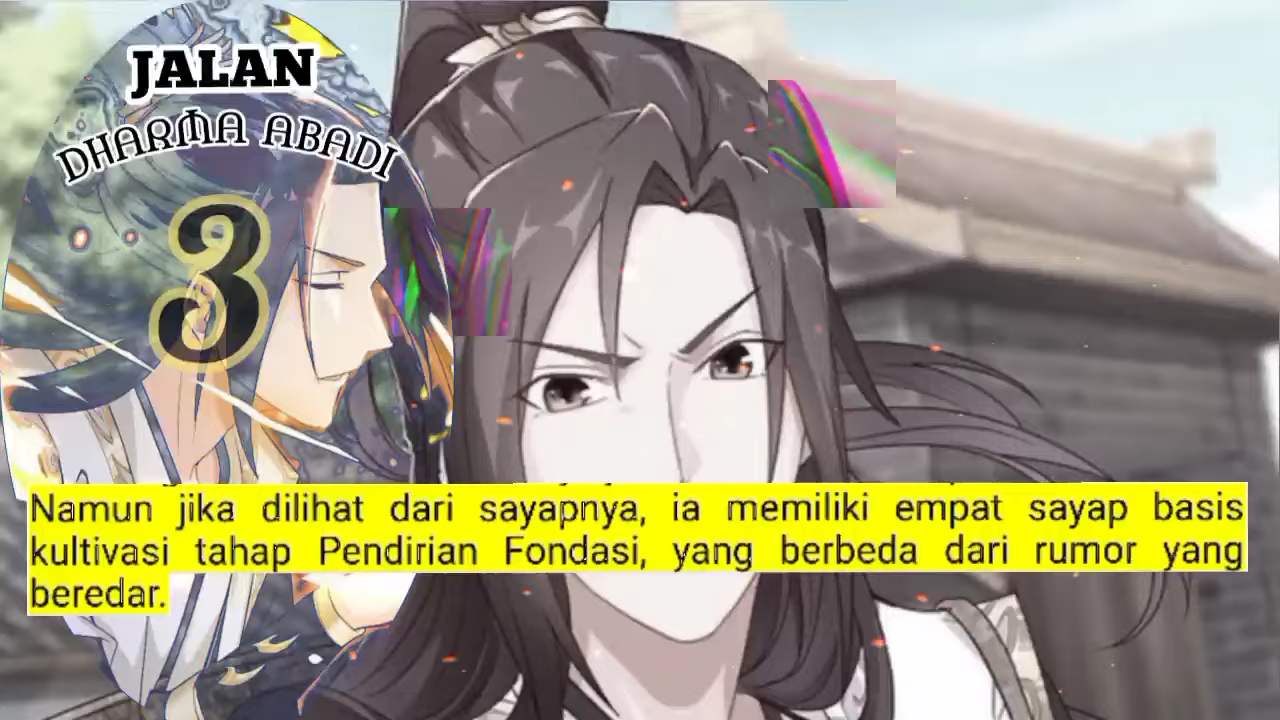 JALAN
DHARMA ABADI
3
Namun jika dilihat dari sayapnya, ia memiliki empat sayap basis
kultivasi tahap Pendirian Fondasi, yang berbeda dari rumor yang
beredar.